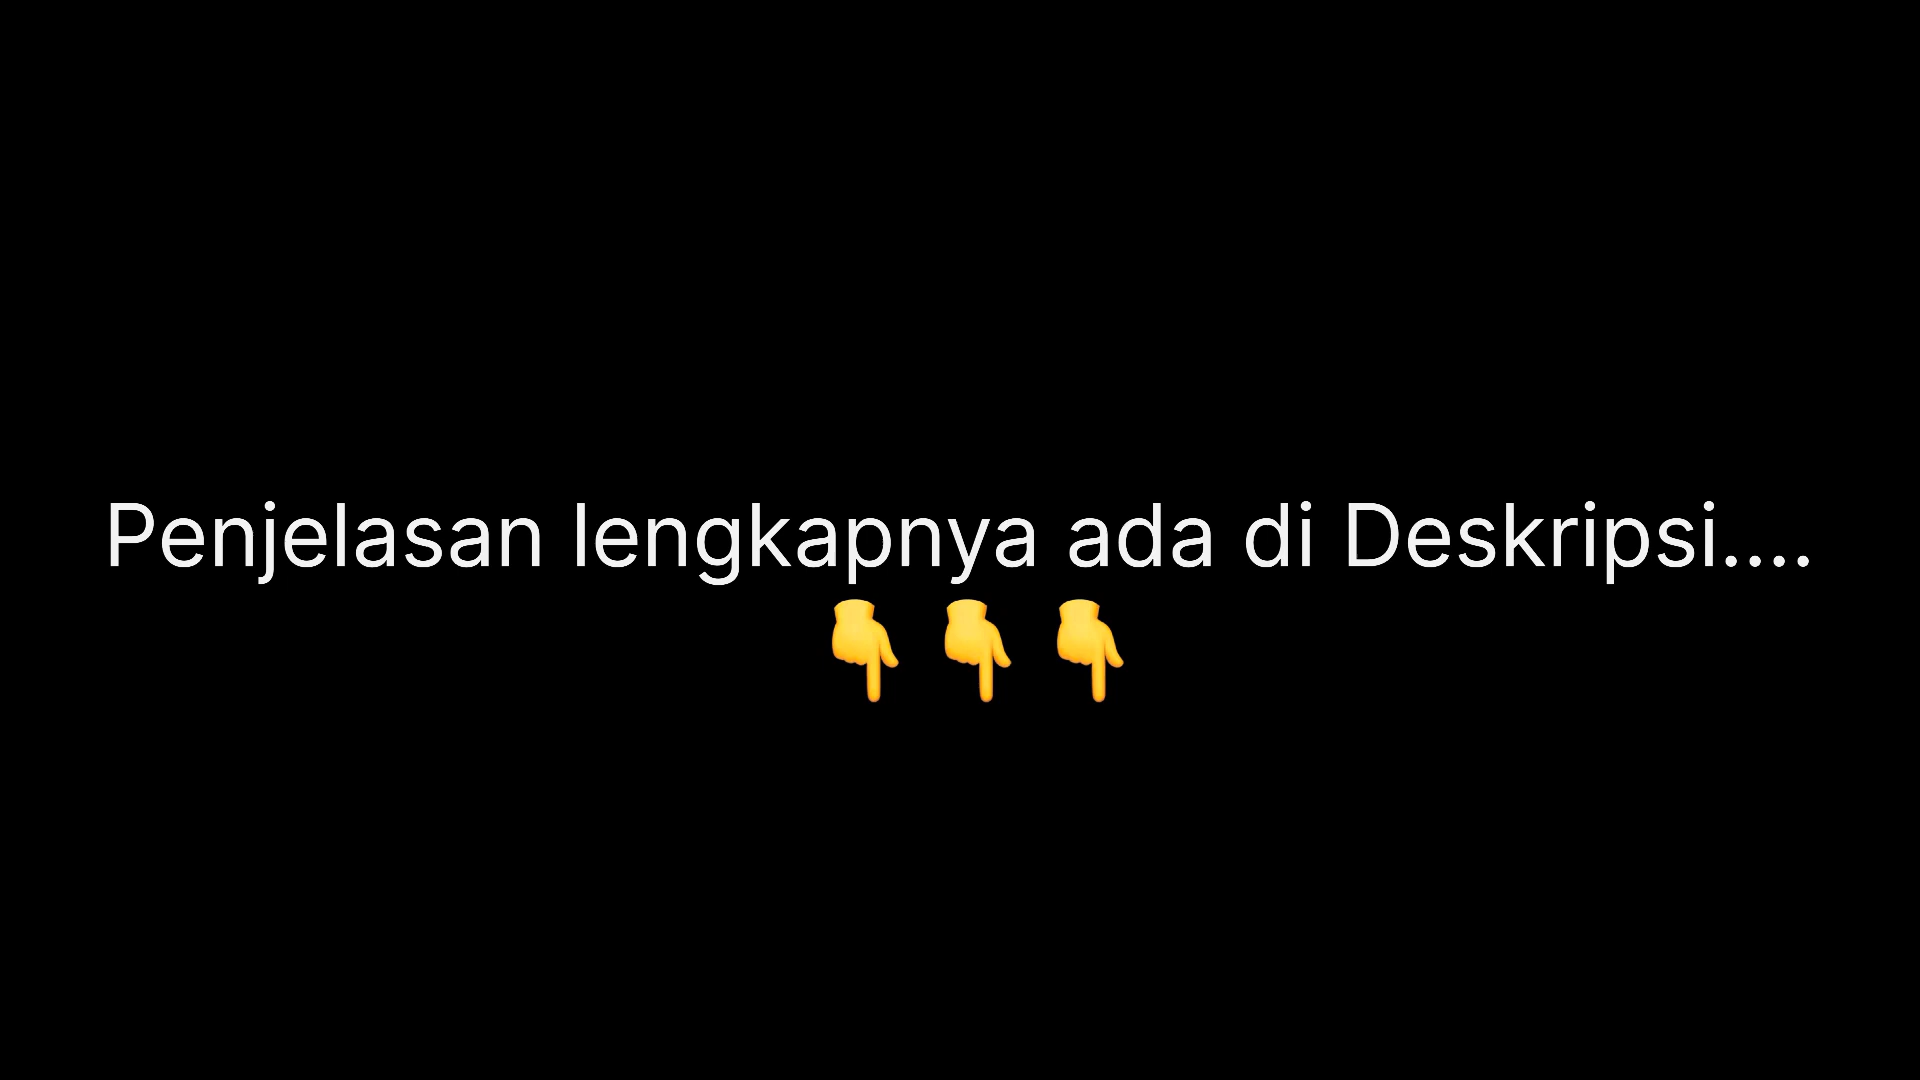 Penjelasan lengkapnya ada di Deskripsi....
👇 👇 👇